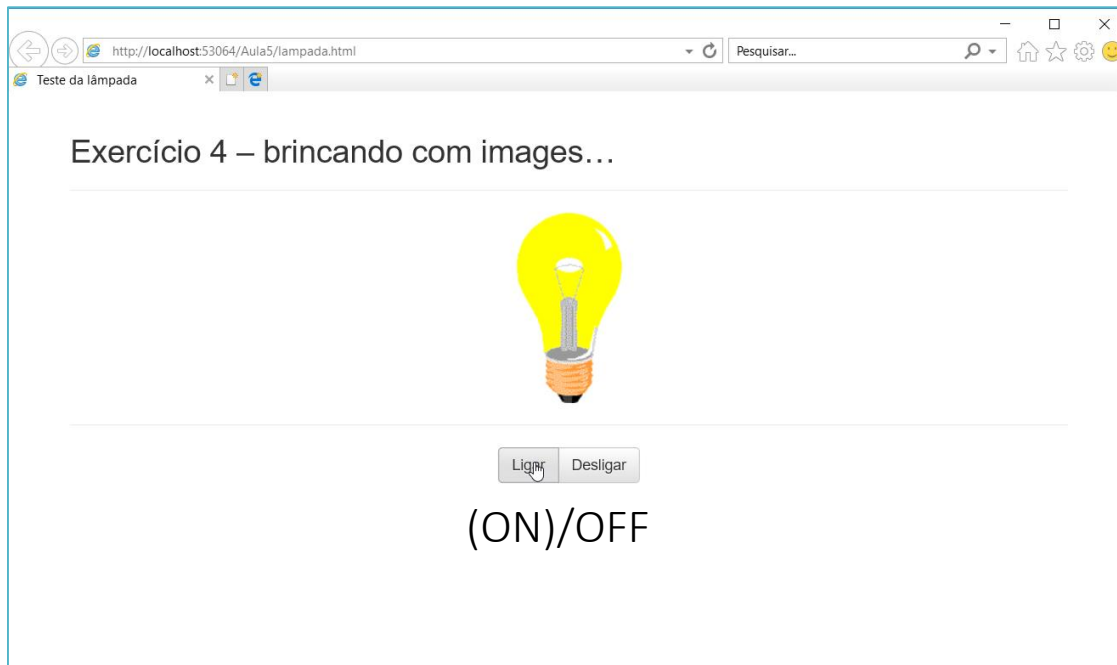 http://localhost:53064/Aula5/lampada.html
Pesquisar...
Teste da lâmpada
Exercício 4 – brincando com images…
Ligar Desligar
(ON)/OFF